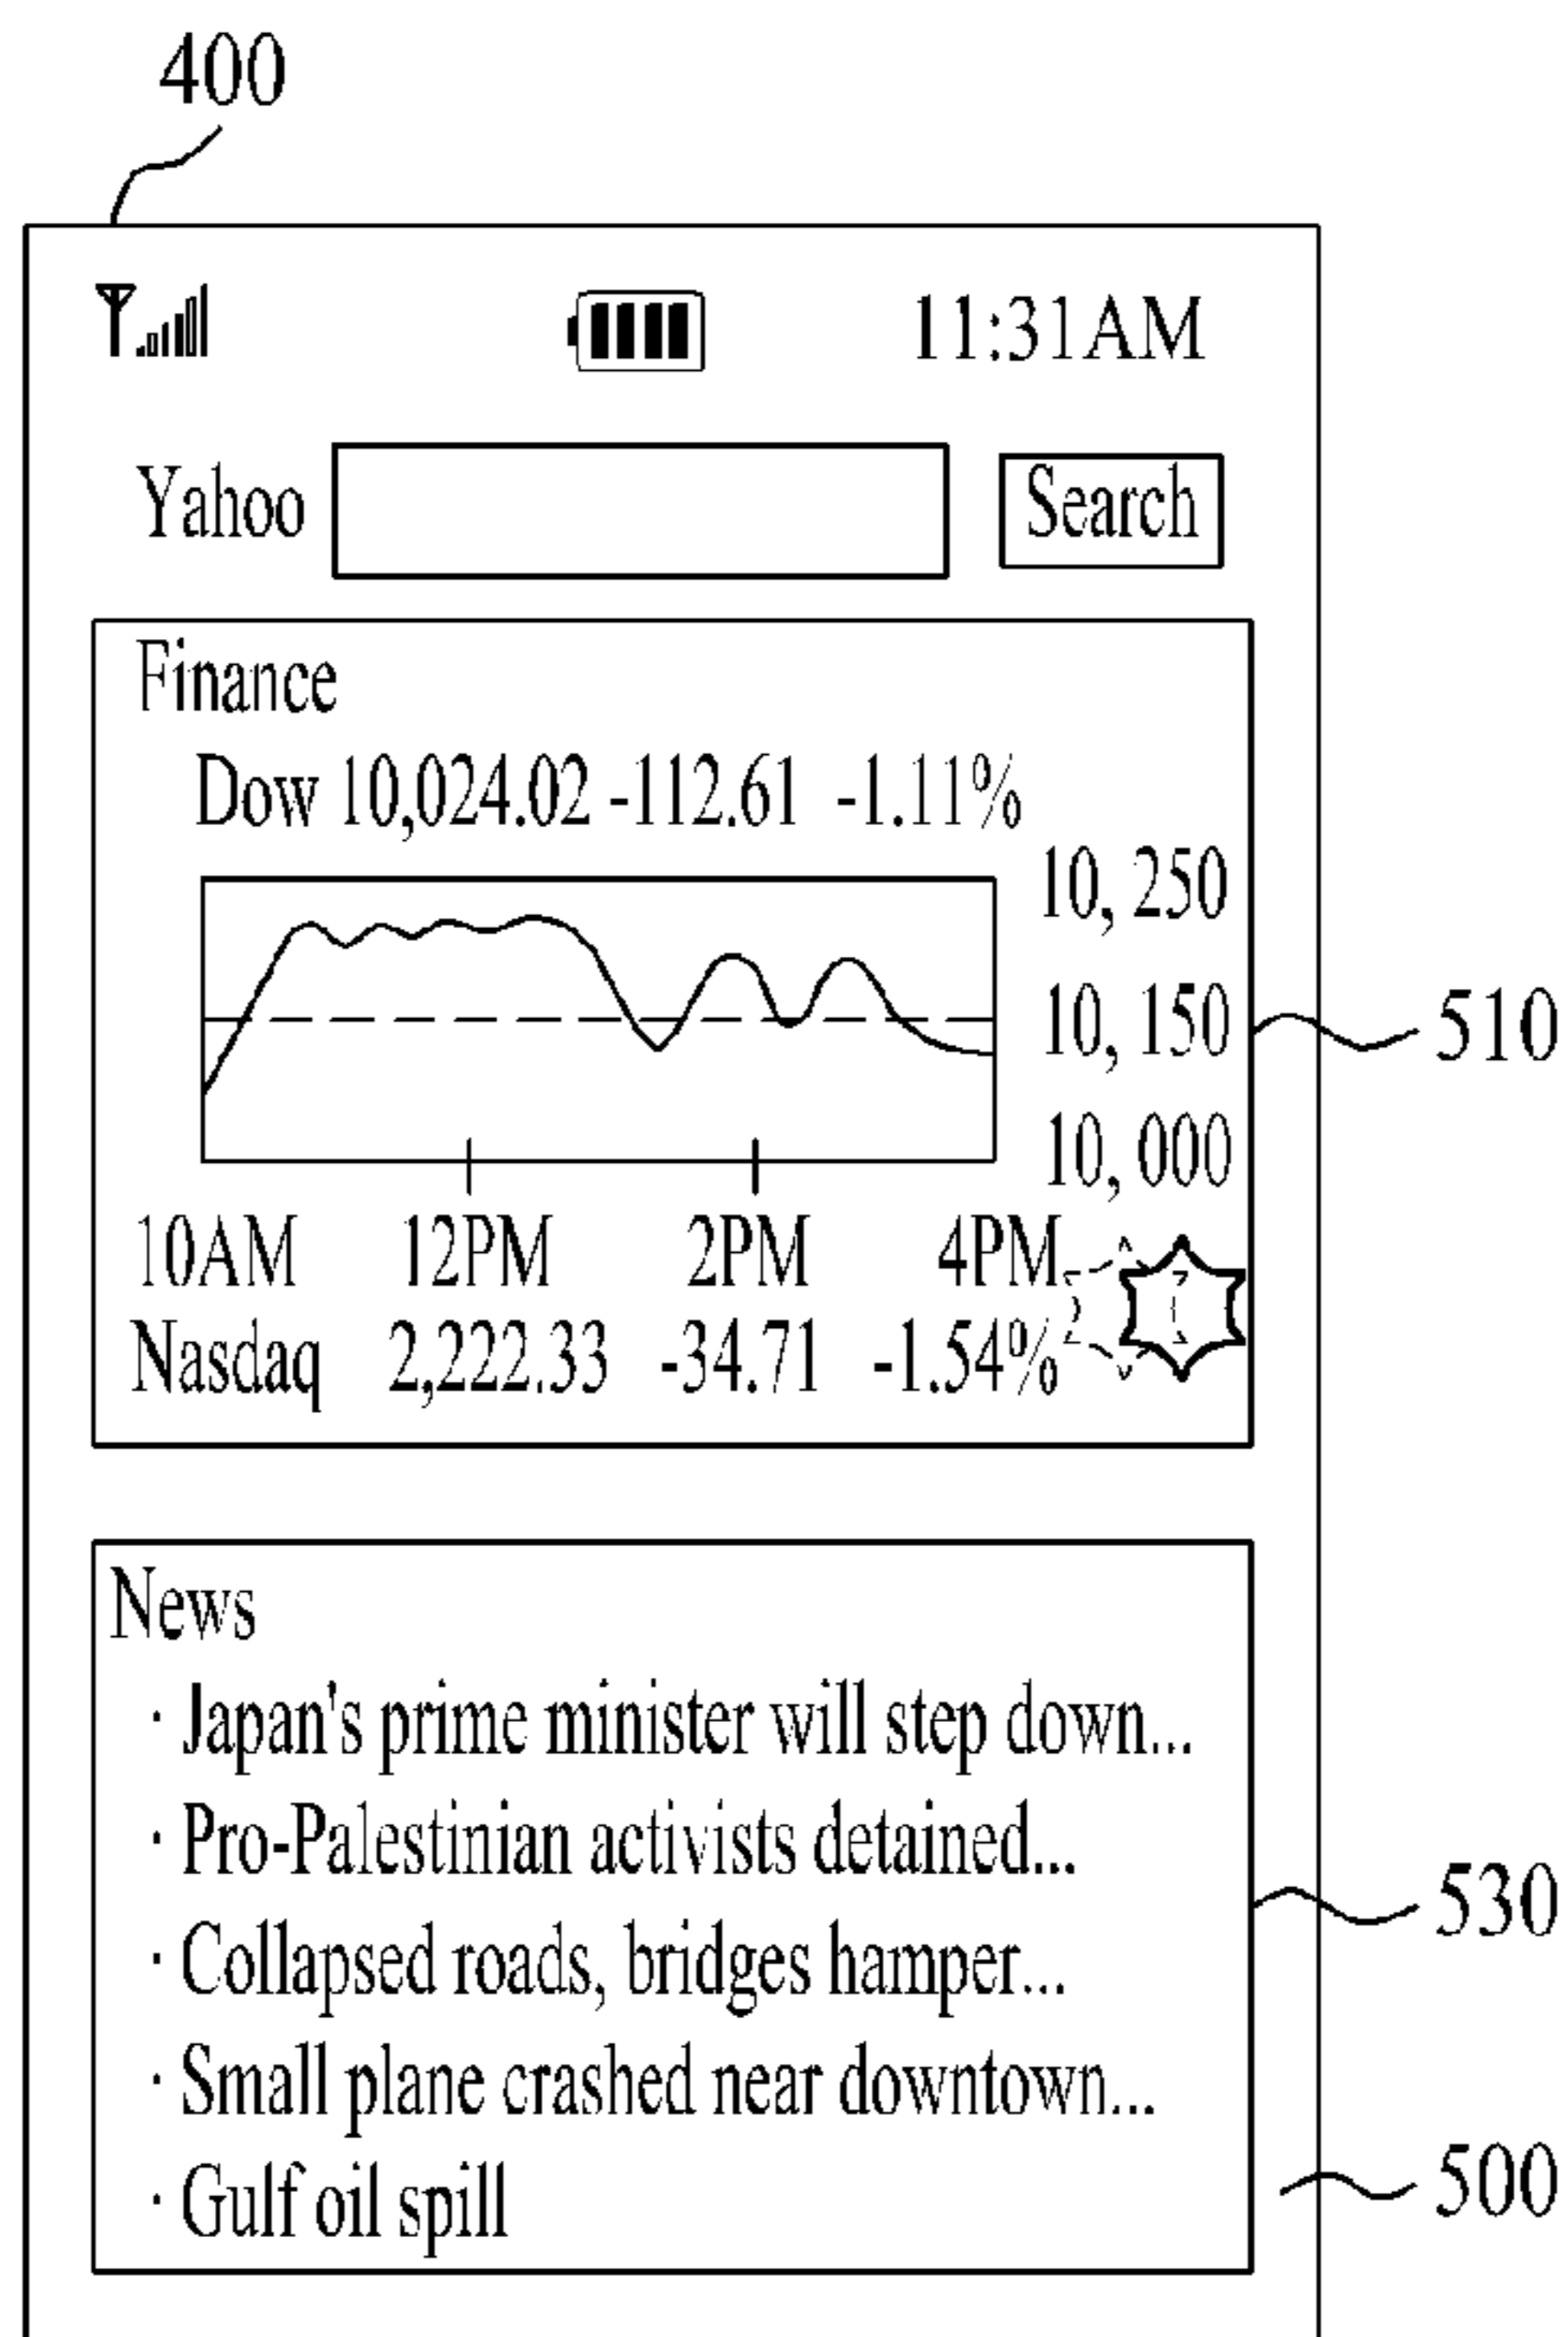 400
11:31AM
Yahoo Search
Finance
Dow 10,024.02 -112.61 -1.11%
10, 250
10, 150
510
10, 000
10AM 12PM 2PM 4PM
Nasdaq 2,222.33 -34.71 -1.54%
News
· Japan's prime minister will step down...
· Pro-Palestinian activists detained...
530
· Collapsed roads, bridges hamper...
· Small plane crashed near downtown...
500
· Gulf oil spill